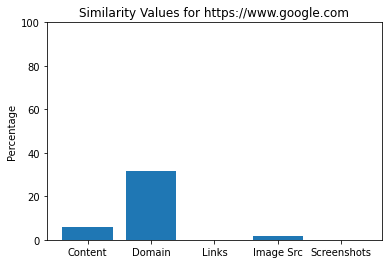 Similarity Values for https://www.google.com
Percentage
100
80
60
40
20
0
Content Domain Links Image Src Screenshots